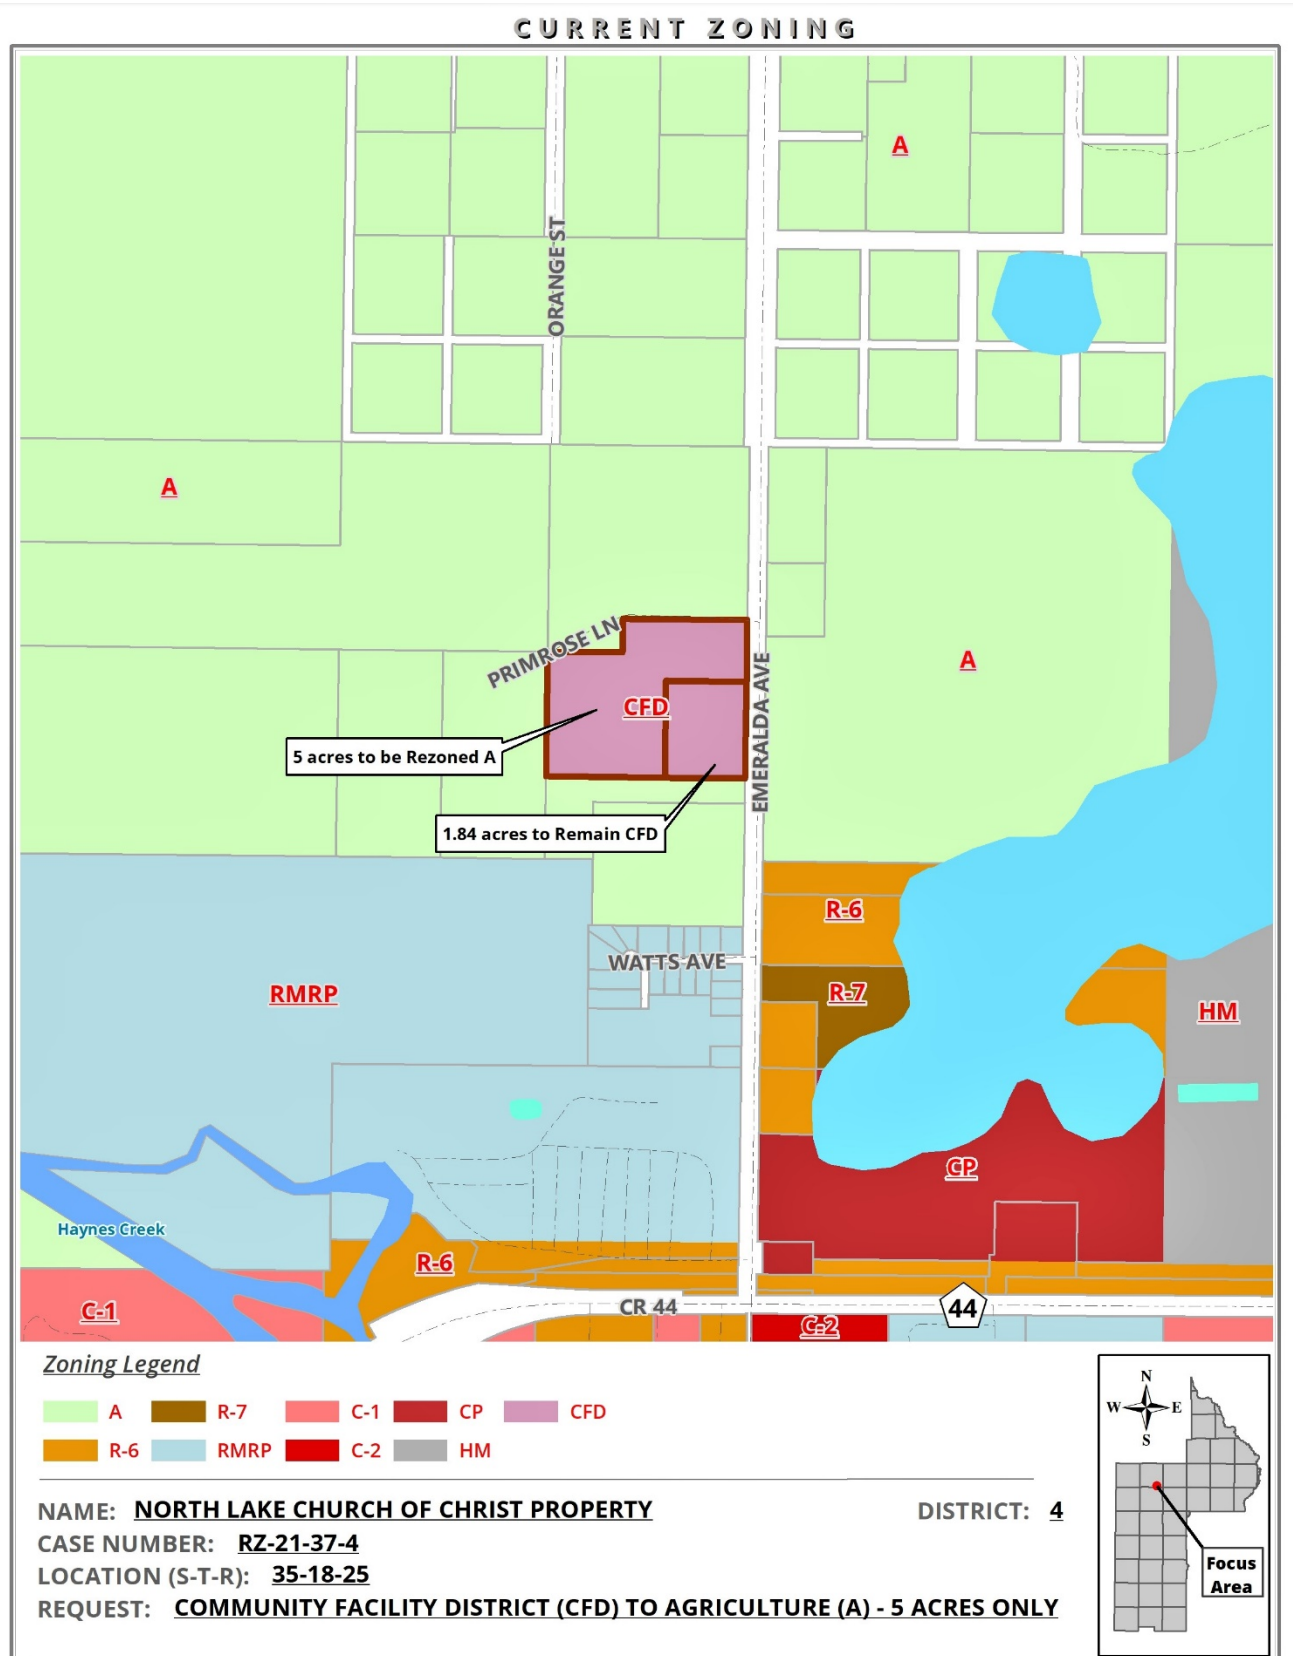 CURRENT ZONING
A
ORANGE ST
A
PRIMROSE LN
A
CFD
EMERALDA AVE
5 acres to be Rezoned A
1.84 acres to Remain CFD
R-6
WATTS AVE
R-7
RMRP
HM
CP
Haynes Creek
R-6
C-1
CR 44
44
C-2
Zoning Legend
A R-7 C-1 CP CFD
R-6 RMRP C-2 HM
N
W E
S
Focus
Area
NAME: NORTH LAKE CHURCH OF CHRIST PROPERTY DISTRICT: 4
CASE NUMBER: RZ-21-37-4
LOCATION (S-T-R): 35-18-25
REQUEST: COMMUNITY FACILITY DISTRICT (CFD) TO AGRICULTURE (A) - 5 ACRES ONLY